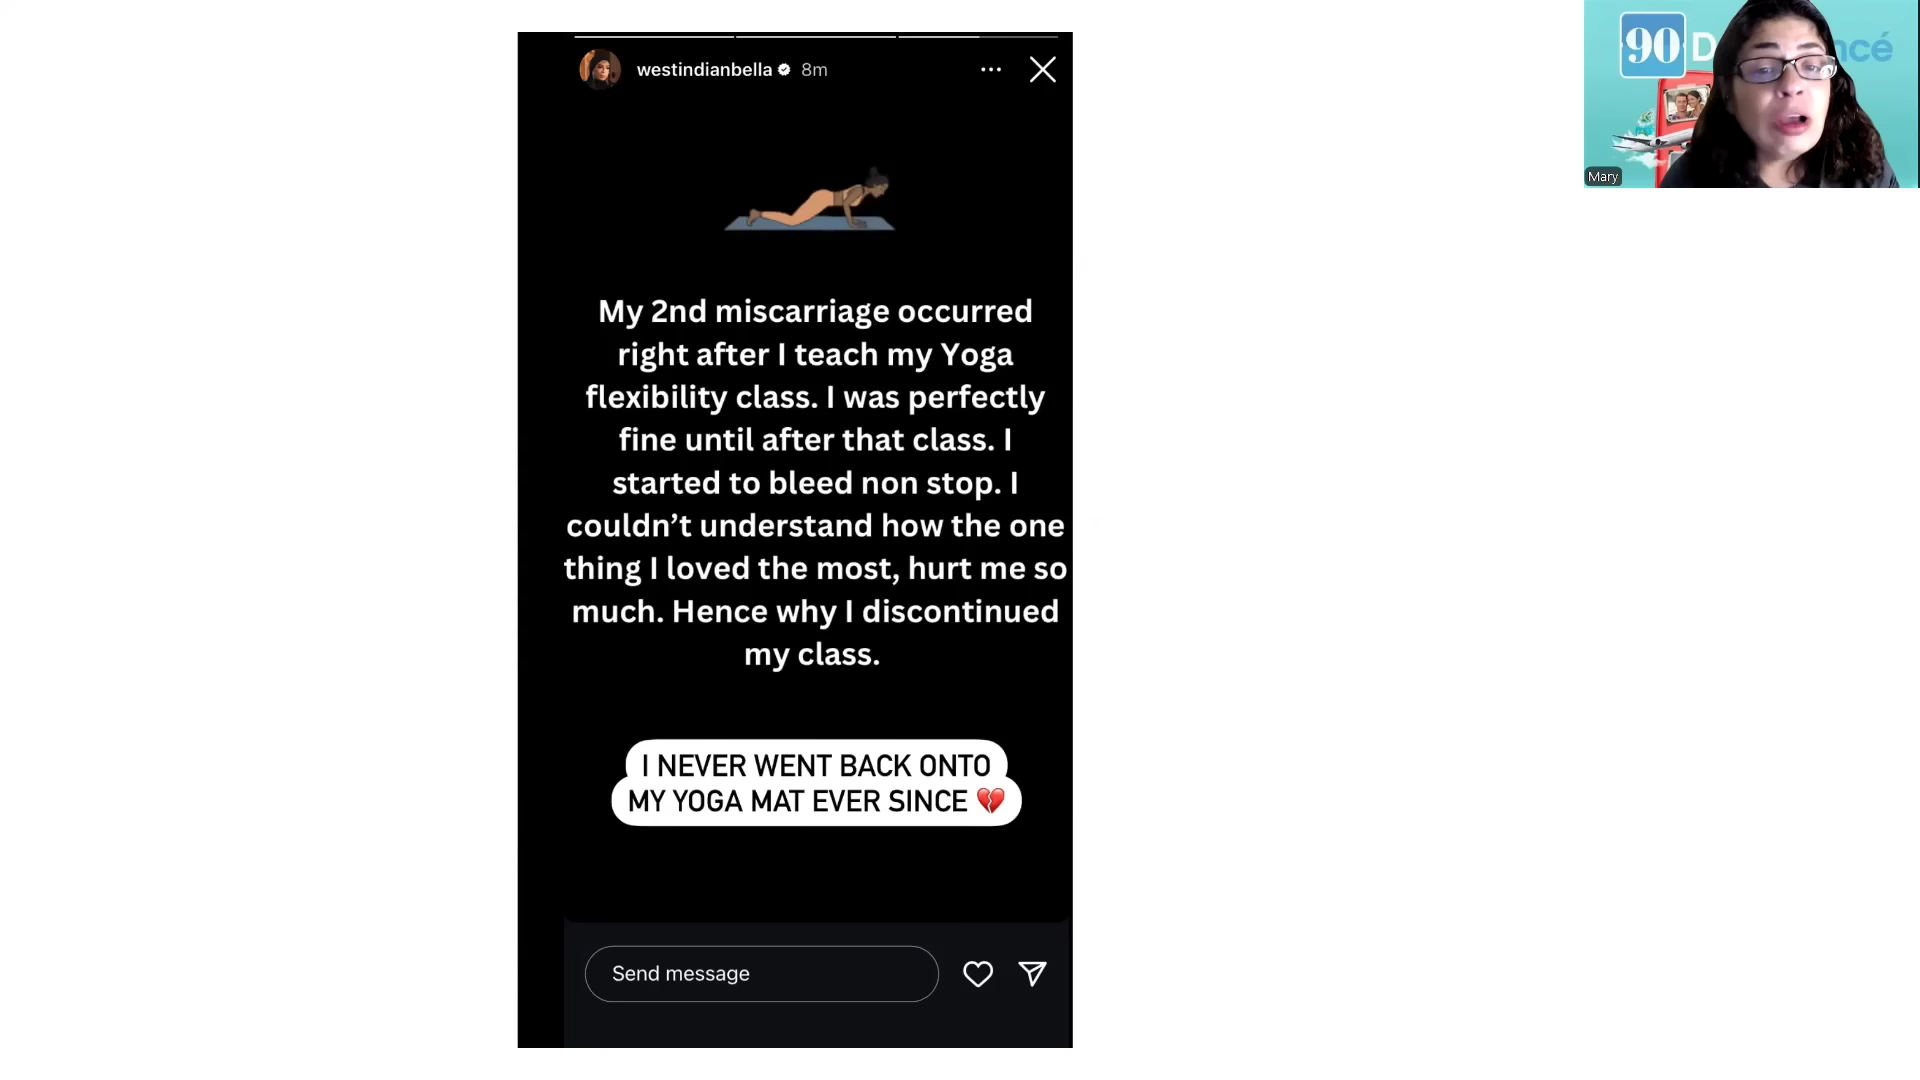 westindianbella 8m
My 2nd miscarriage occurred
right after I teach my Yoga
flexibility class. I was perfectly
fine until after that class. I
started to bleed non stop. I
couldn’t understand how the one
thing I loved the most, hurt me so
much. Hence why I discontinued
my class.
I NEVER WENT BACK ONTO
MY YOGA MAT EVER SINCE 💔
Send message
90 D ncé
Mary